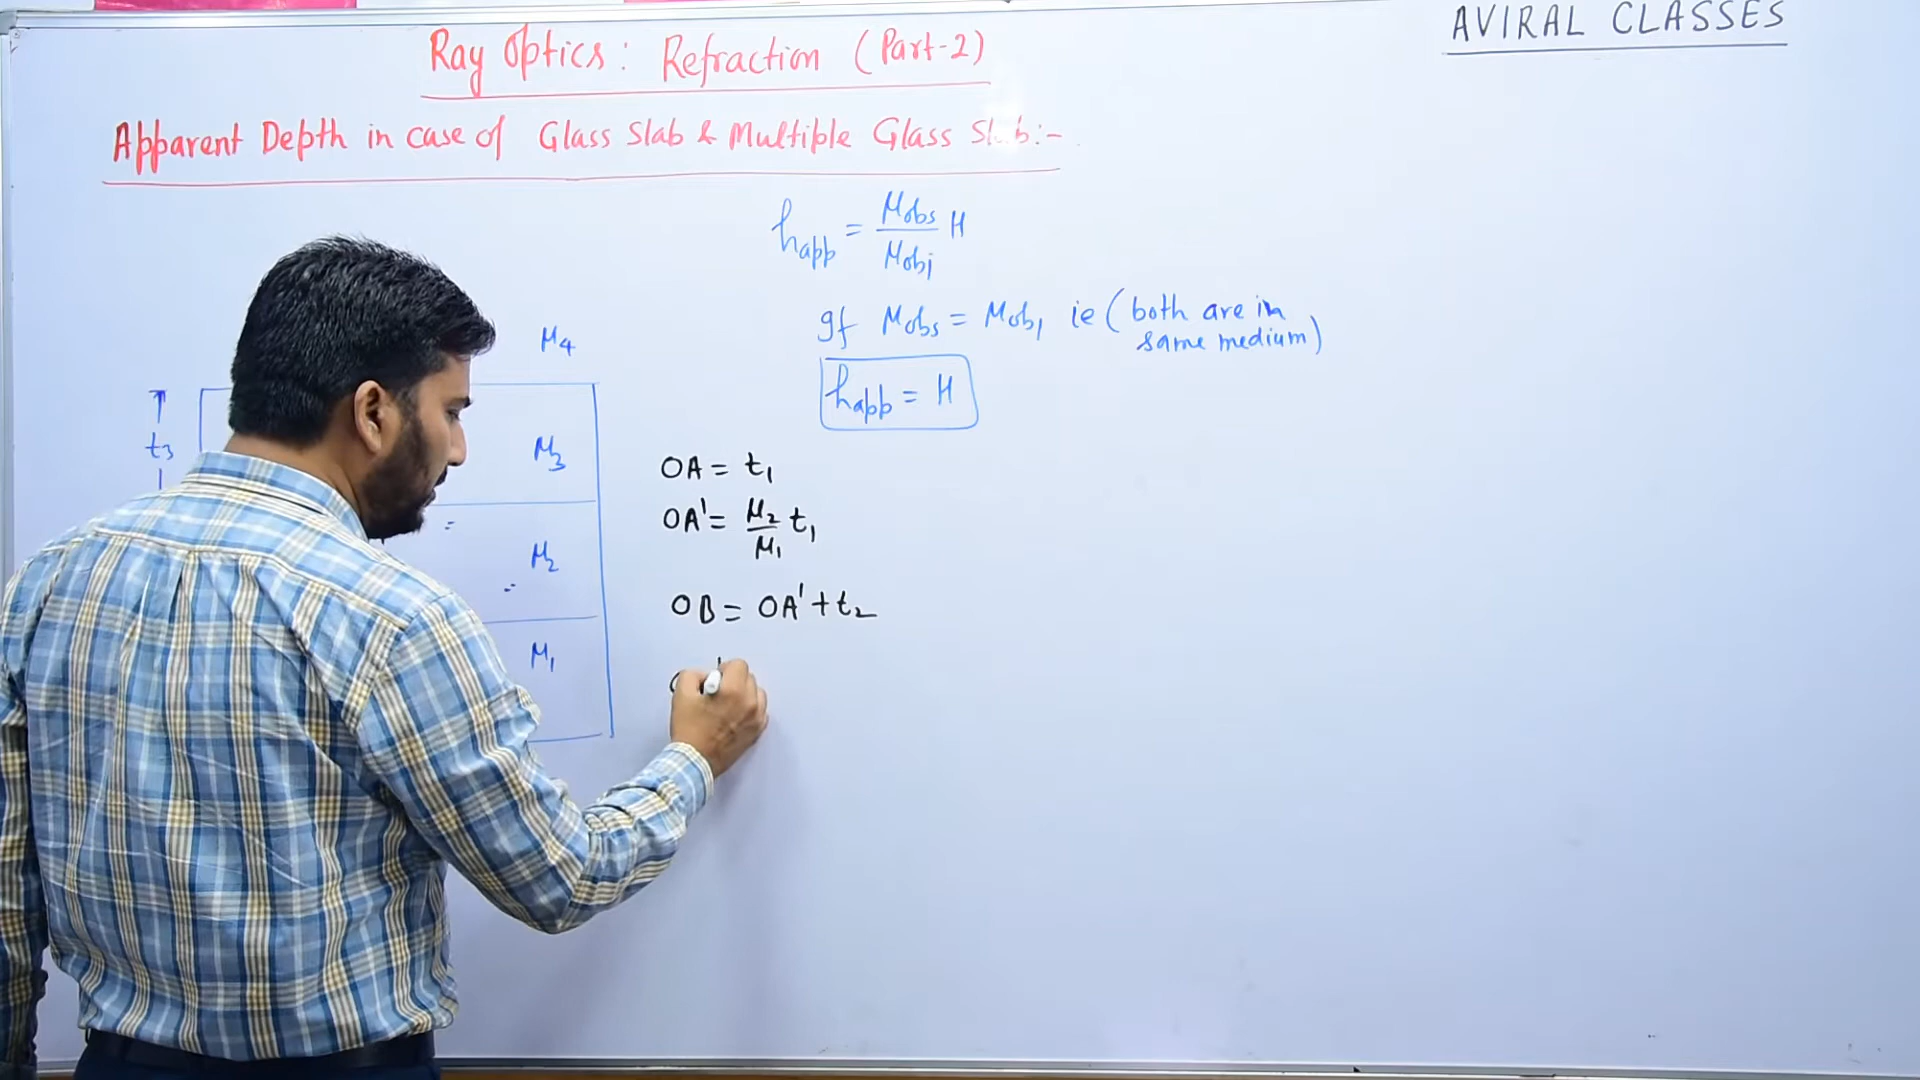 AVIRAL CLASSES
Ray Optics: Refraction (Part-2)
Apparent Depth in case of Glass Slab & Multiple Glass Slab:-
h_app = μ_obs/μ_obj H
If μ_obs = μ_obj ie (both are in same medium)
h_app = H
μ4
t3
μ3
μ2
μ1
OA = t1
OA' = μ2/μ1 t1
OB = OA' + t2